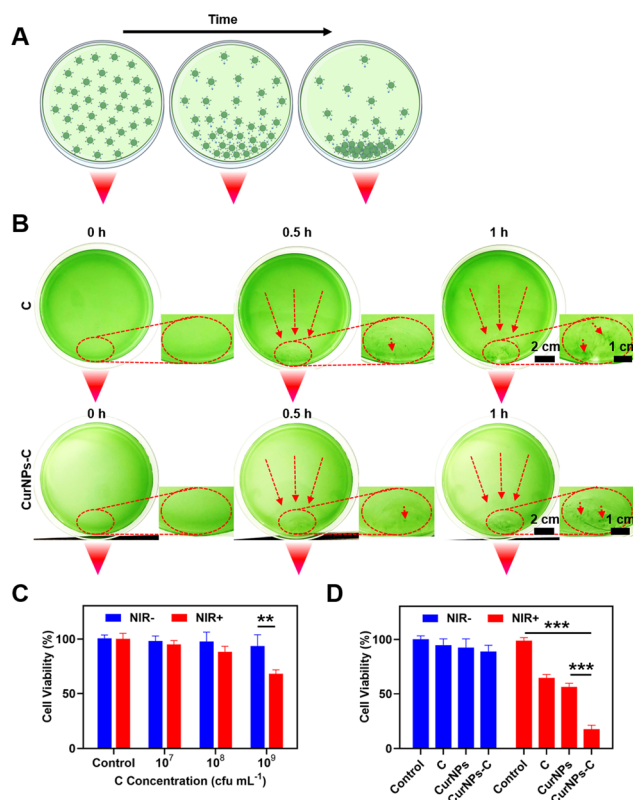 Time
A
B
0 h
0.5 h
1 h
C
2 cm
1 cm
0 h
0.5 h
1 h
CurNPs-C
2 cm
1 cm
C
NIR-
NIR+
**
Cell Viability (%)
100
50
0
Control
10⁷
10⁸
10⁹
C Concentration (cfu mL⁻¹)
D
NIR-
NIR+
***
***
Cell Viability (%)
100
50
0
Control
C
CurNPs
CurNPs-C
Control
C
CurNPs
CurNPs-C